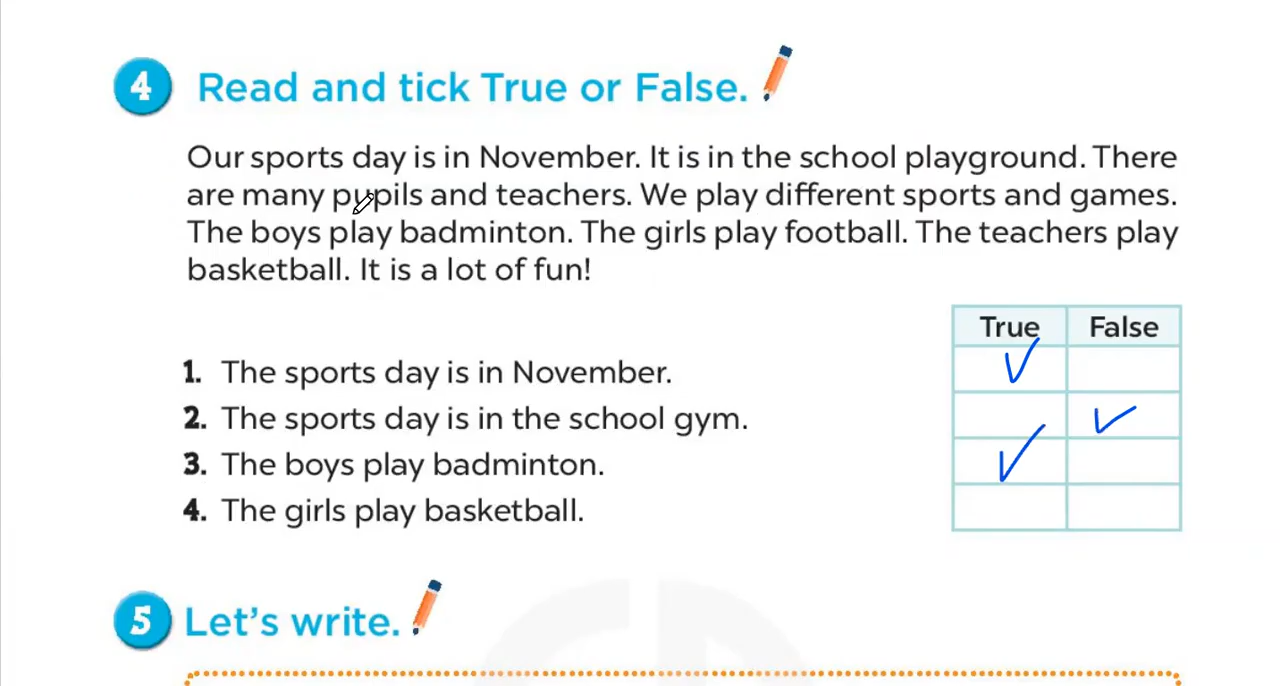 4 Read and tick True or False.
Our sports day is in November. It is in the school playground. There
are many pupils and teachers. We play different sports and games.
The boys play badminton. The girls play football. The teachers play
basketball. It is a lot of fun!
True False
1. The sports day is in November.
2. The sports day is in the school gym.
3. The boys play badminton.
4. The girls play basketball.
5 Let's write.